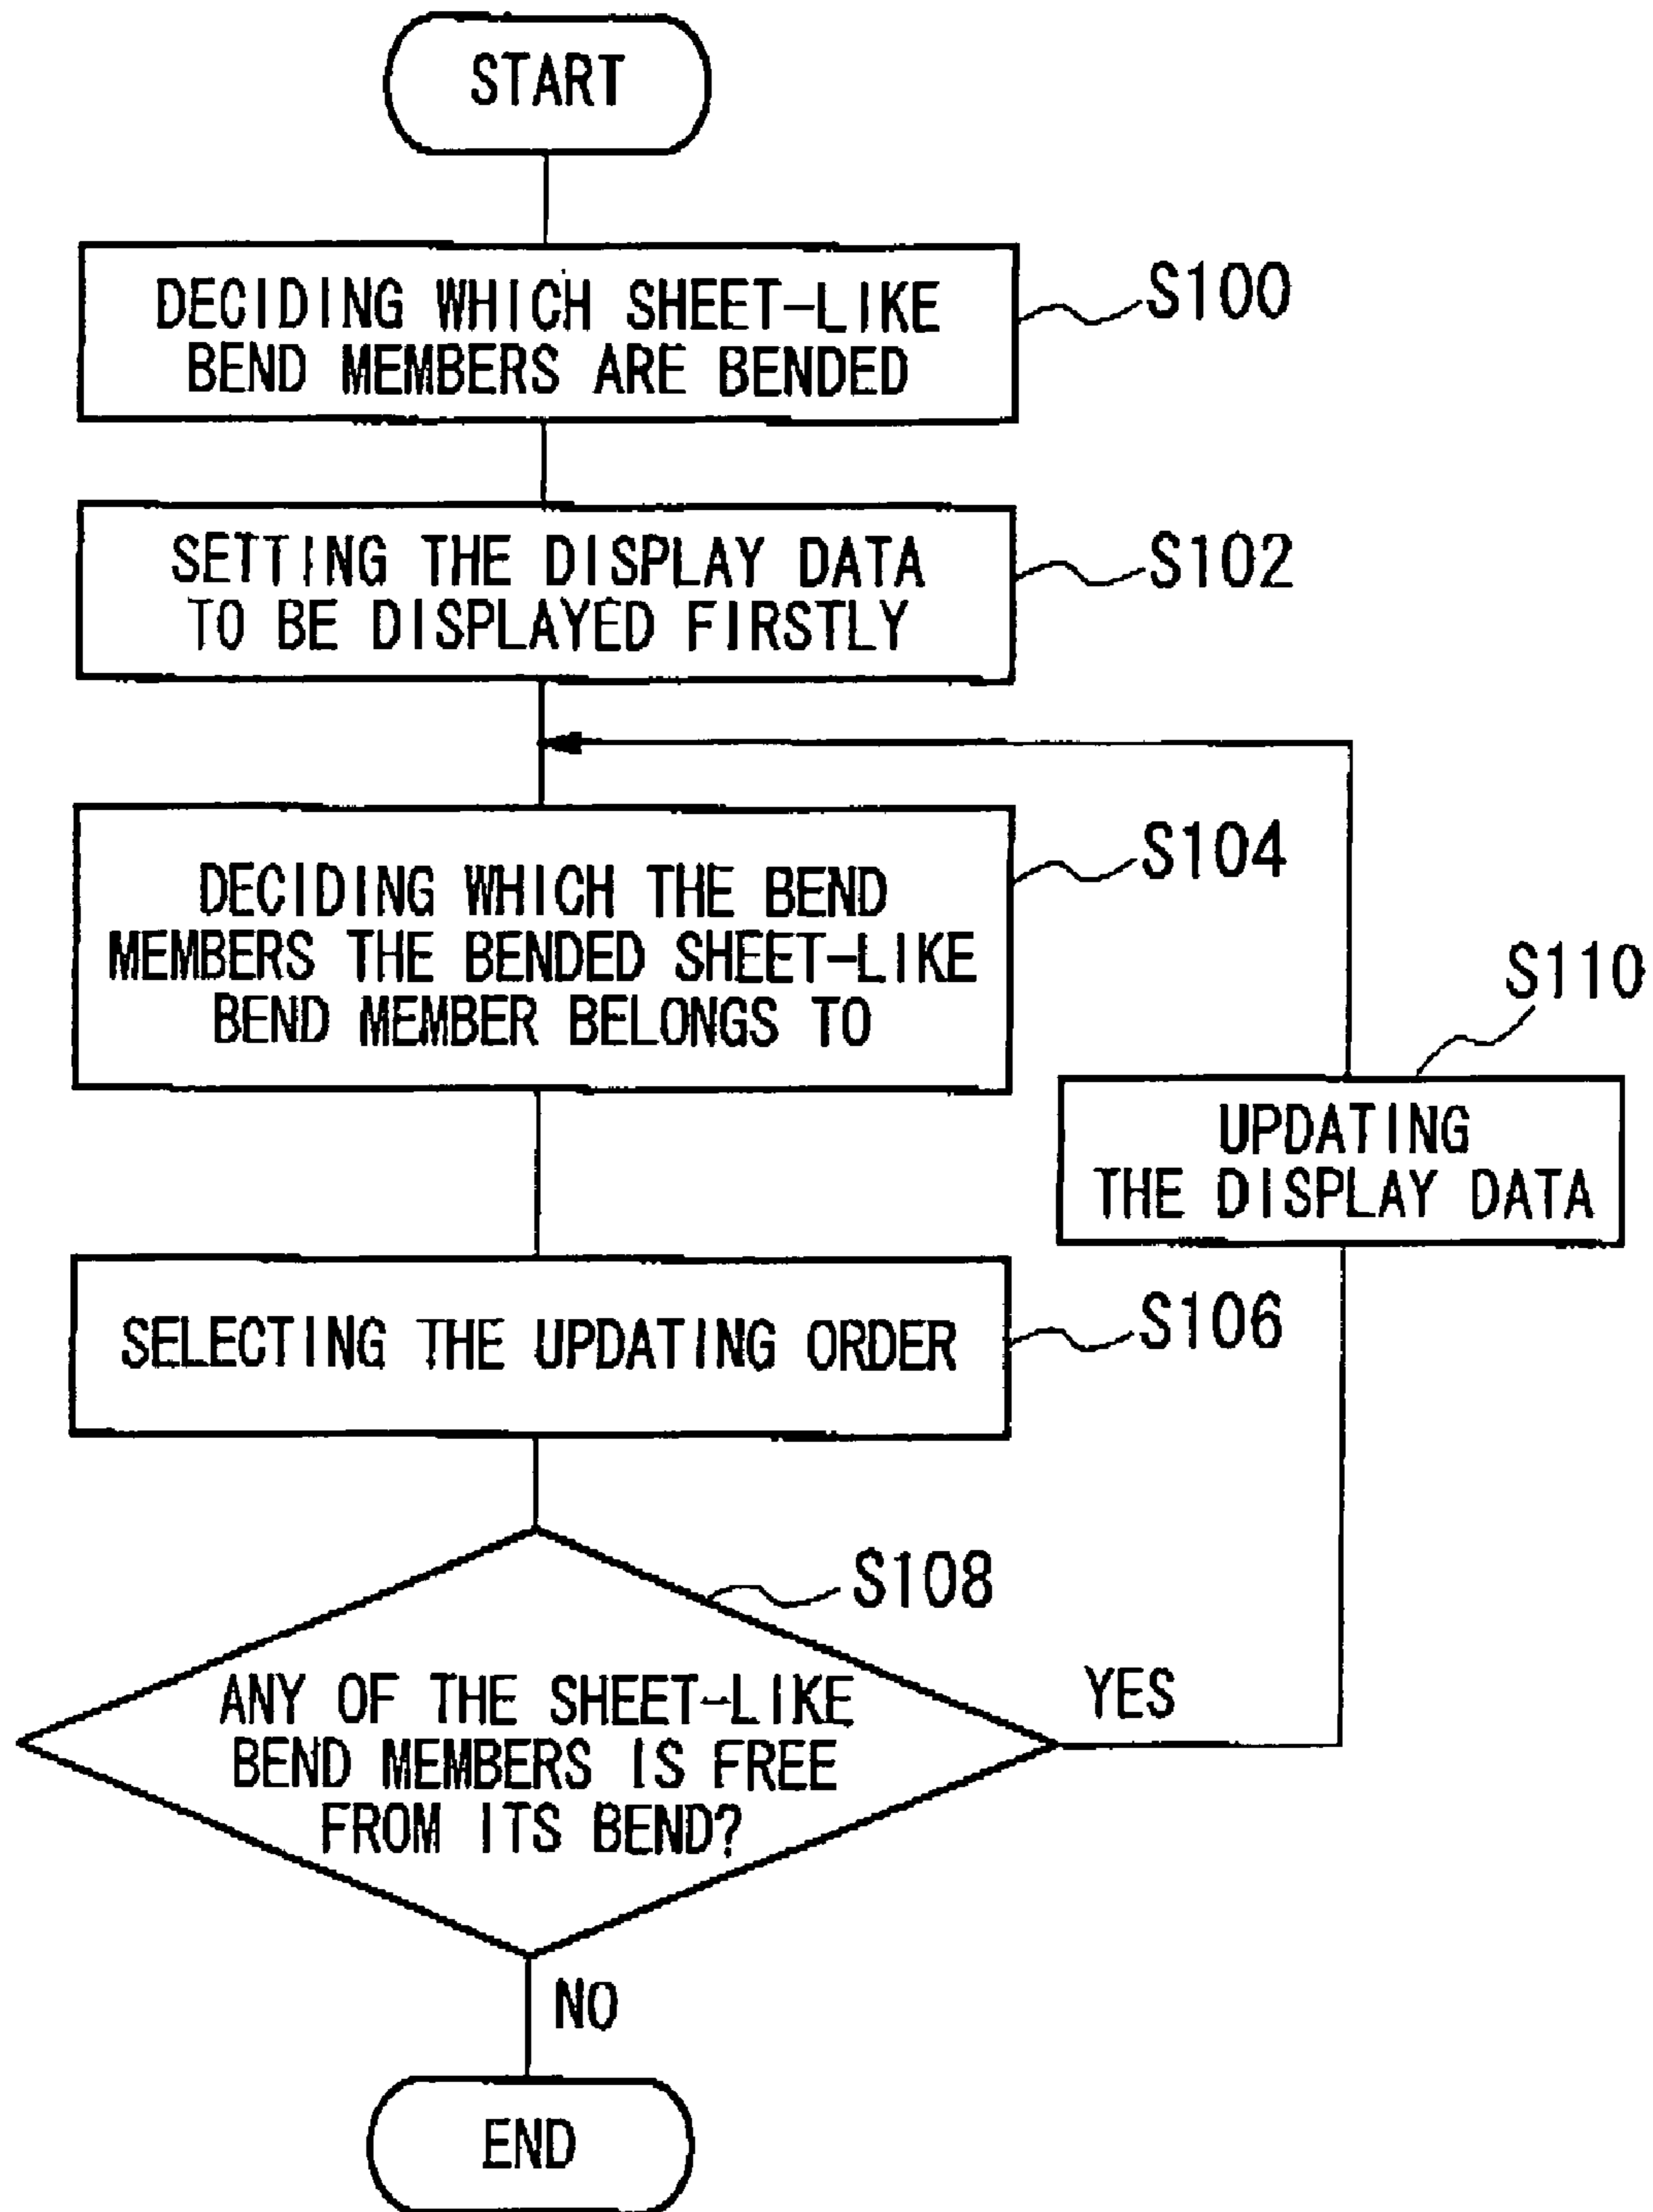 START
DECIDING WHICH SHEET-LIKE
BEND MEMBERS ARE BENDED
S100
SETTING THE DISPLAY DATA
TO BE DISPLAYED FIRSTLY
S102
DECIDING WHICH THE BEND
MEMBERS THE BENDED SHEET-LIKE
BEND MEMBER BELONGS TO
S104
S110
UPDATING
THE DISPLAY DATA
SELECTING THE UPDATING ORDER
S106
S108
ANY OF THE SHEET-LIKE
BEND MEMBERS IS FREE
FROM ITS BEND?
YES
NO
END